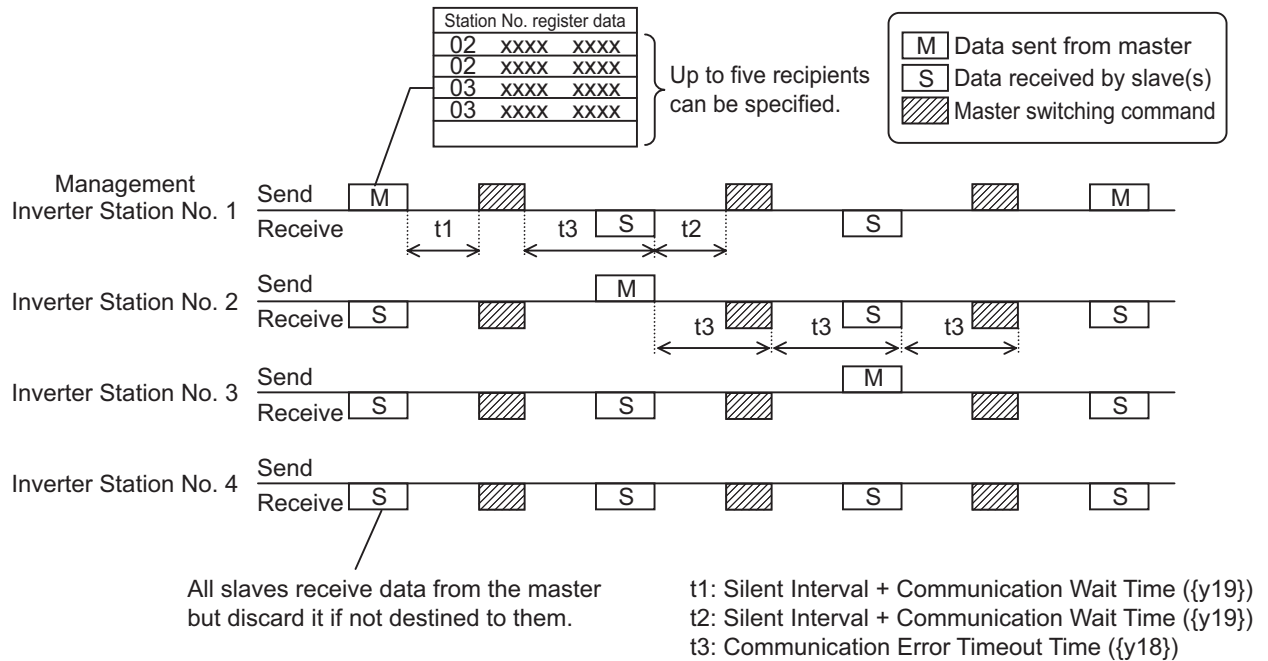 Station No. register data
02 xxxx xxxx
02 xxxx xxxx
03 xxxx xxxx
03 xxxx xxxx
Up to five recipients
can be specified.
M Data sent from master
S Data received by slave(s)
Master switching command
Management
Inverter Station No. 1
Send
M
M
Receive
t1
t3
S
t2
S
Inverter Station No. 2
Send
M
Receive
S
t3
t3
S
t3
S
Inverter Station No. 3
Send
M
Receive
S
S
S
Inverter Station No. 4
Send
Receive
S
S
S
S
All slaves receive data from the master
but discard it if not destined to them.
t1: Silent Interval + Communication Wait Time ({y19})
t2: Silent Interval + Communication Wait Time ({y19})
t3: Communication Error Timeout Time ({y18})